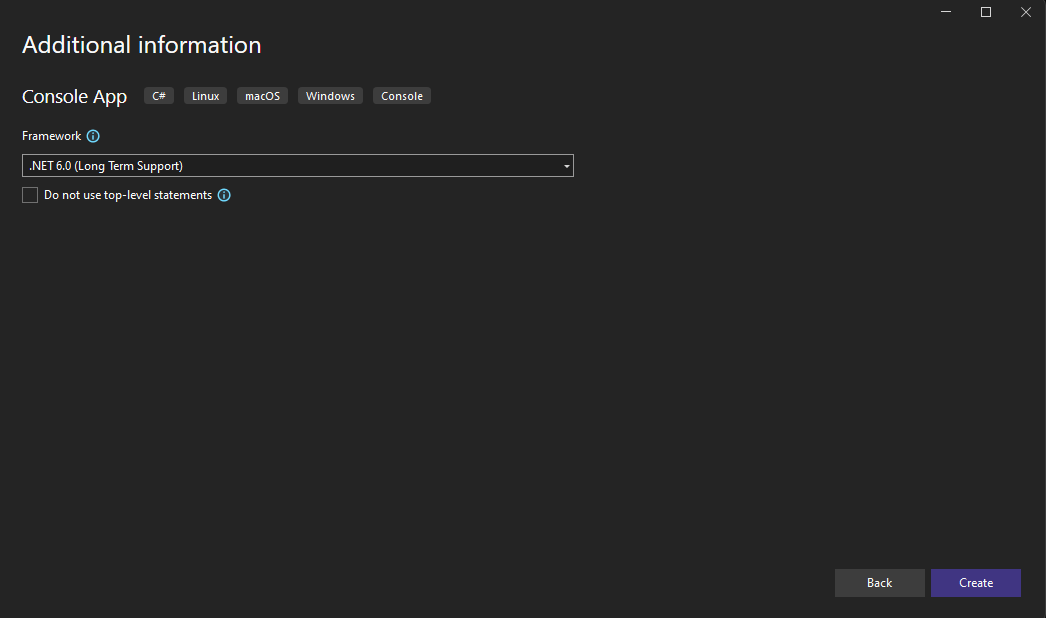 Additional information
Console App C# Linux macOS Windows Console
Framework
.NET 6.0 (Long Term Support)
Do not use top-level statements
Back Create